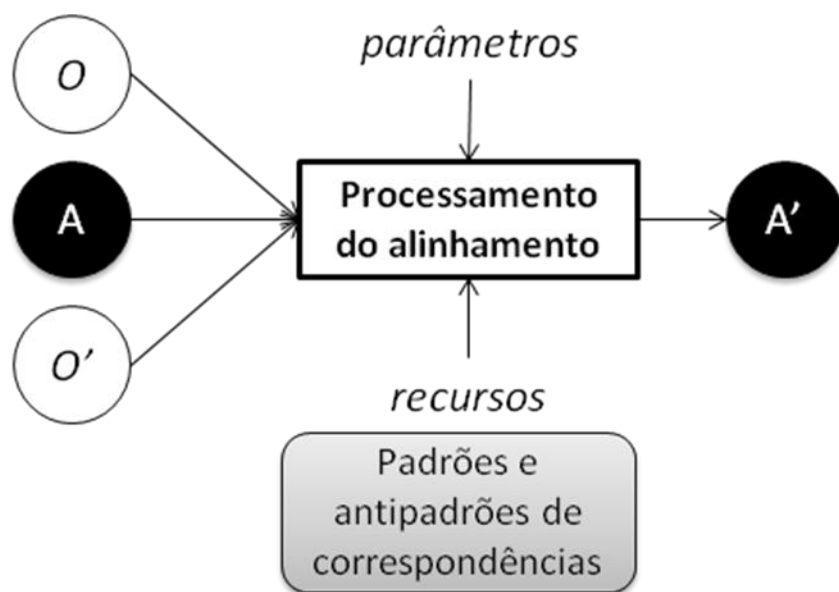 O
parâmetros
A
Processamento
do alinhamento
A’
O’
recursos
Padrões e
antipadrões de
correspondências